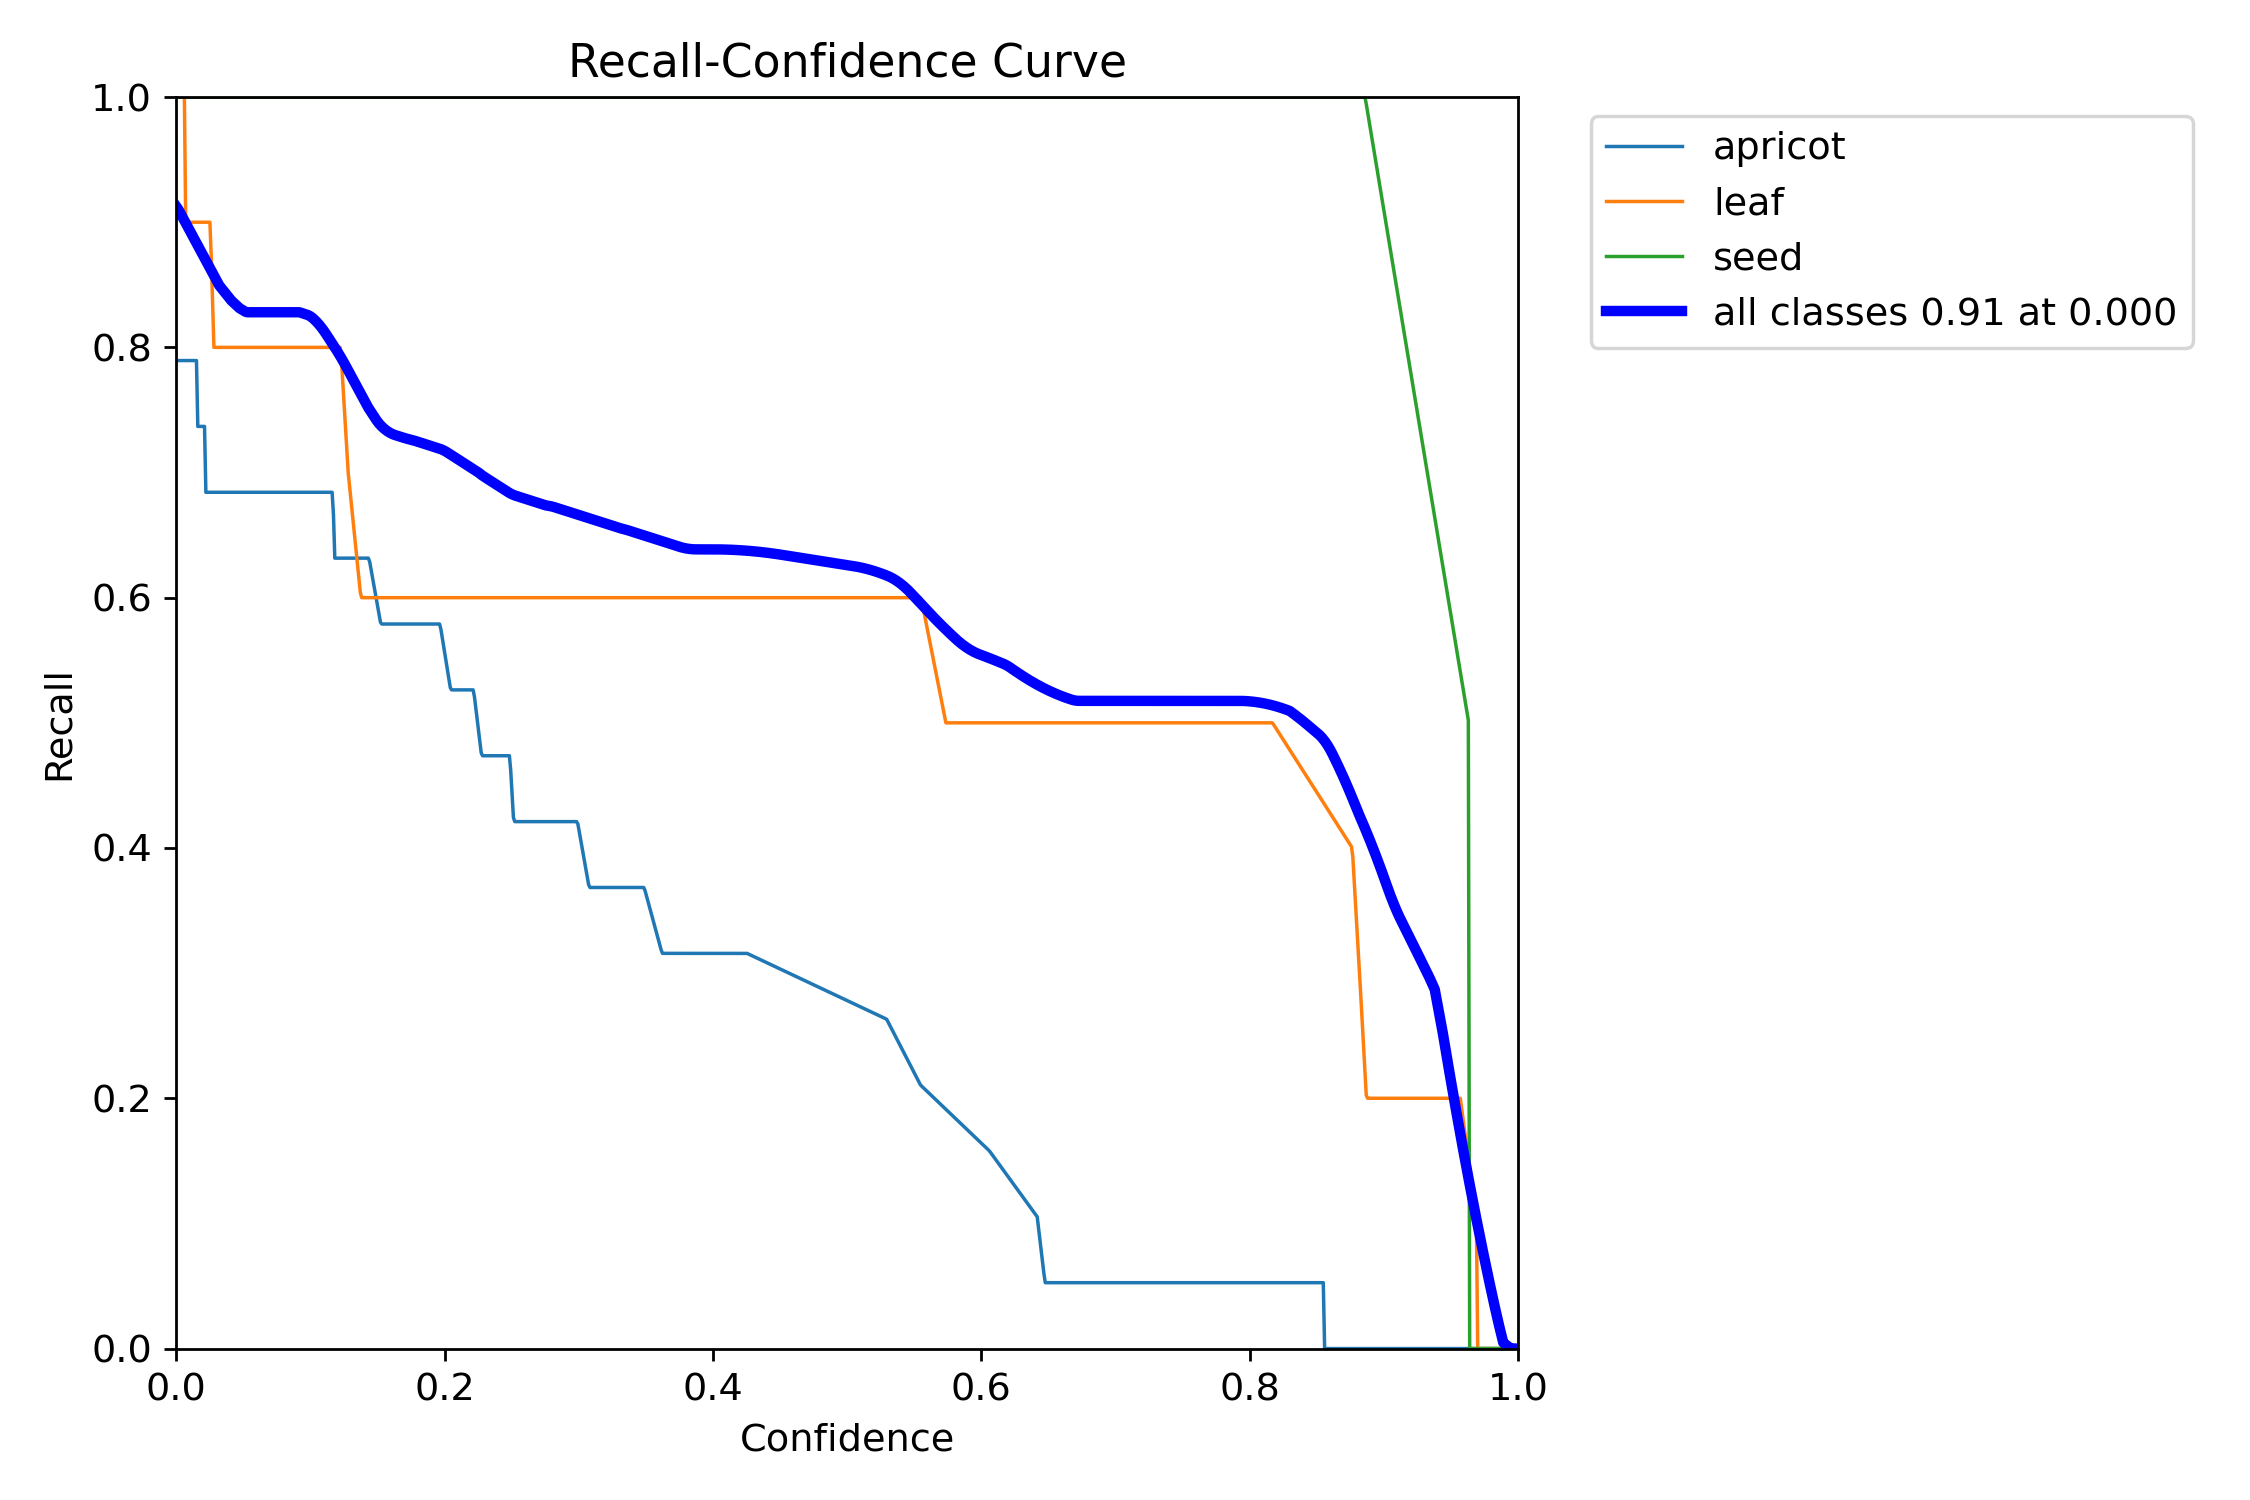 Recall-Confidence Curve
1.0
0.8
0.6
0.4
0.2
0.0
Recall
0.0 0.2 0.4 0.6 0.8 1.0
Confidence
apricot
leaf
seed
all classes 0.91 at 0.000